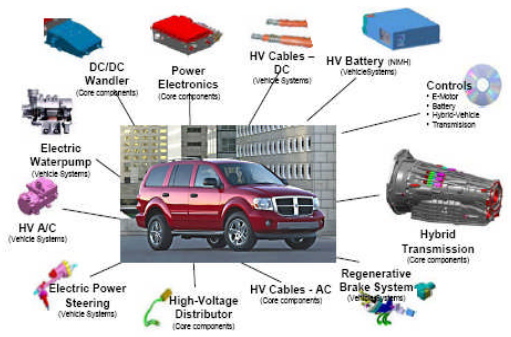 DC/DC
Wandler
(Core components)
Power
Electronics
(Core components)
HV Cables –
DC
(Vehicle Systems)
HV Battery (NIMH)
(VehicleSystems)
Controls
• E-Motor
• Battery
• Hybrid-Vehicle
• Transmisison
Electric
Waterpump
(Vehicle Systems)
HV A/C
(Vehicle Systems)
Hybrid
Transmission
(Core components)
Electric Power
Steering
(Vehicle Systems)
High-Voltage
Distributor
(Core components)
HV Cables - AC
(Core components)
Regenerative
Brake System
(Vehicle Systems)